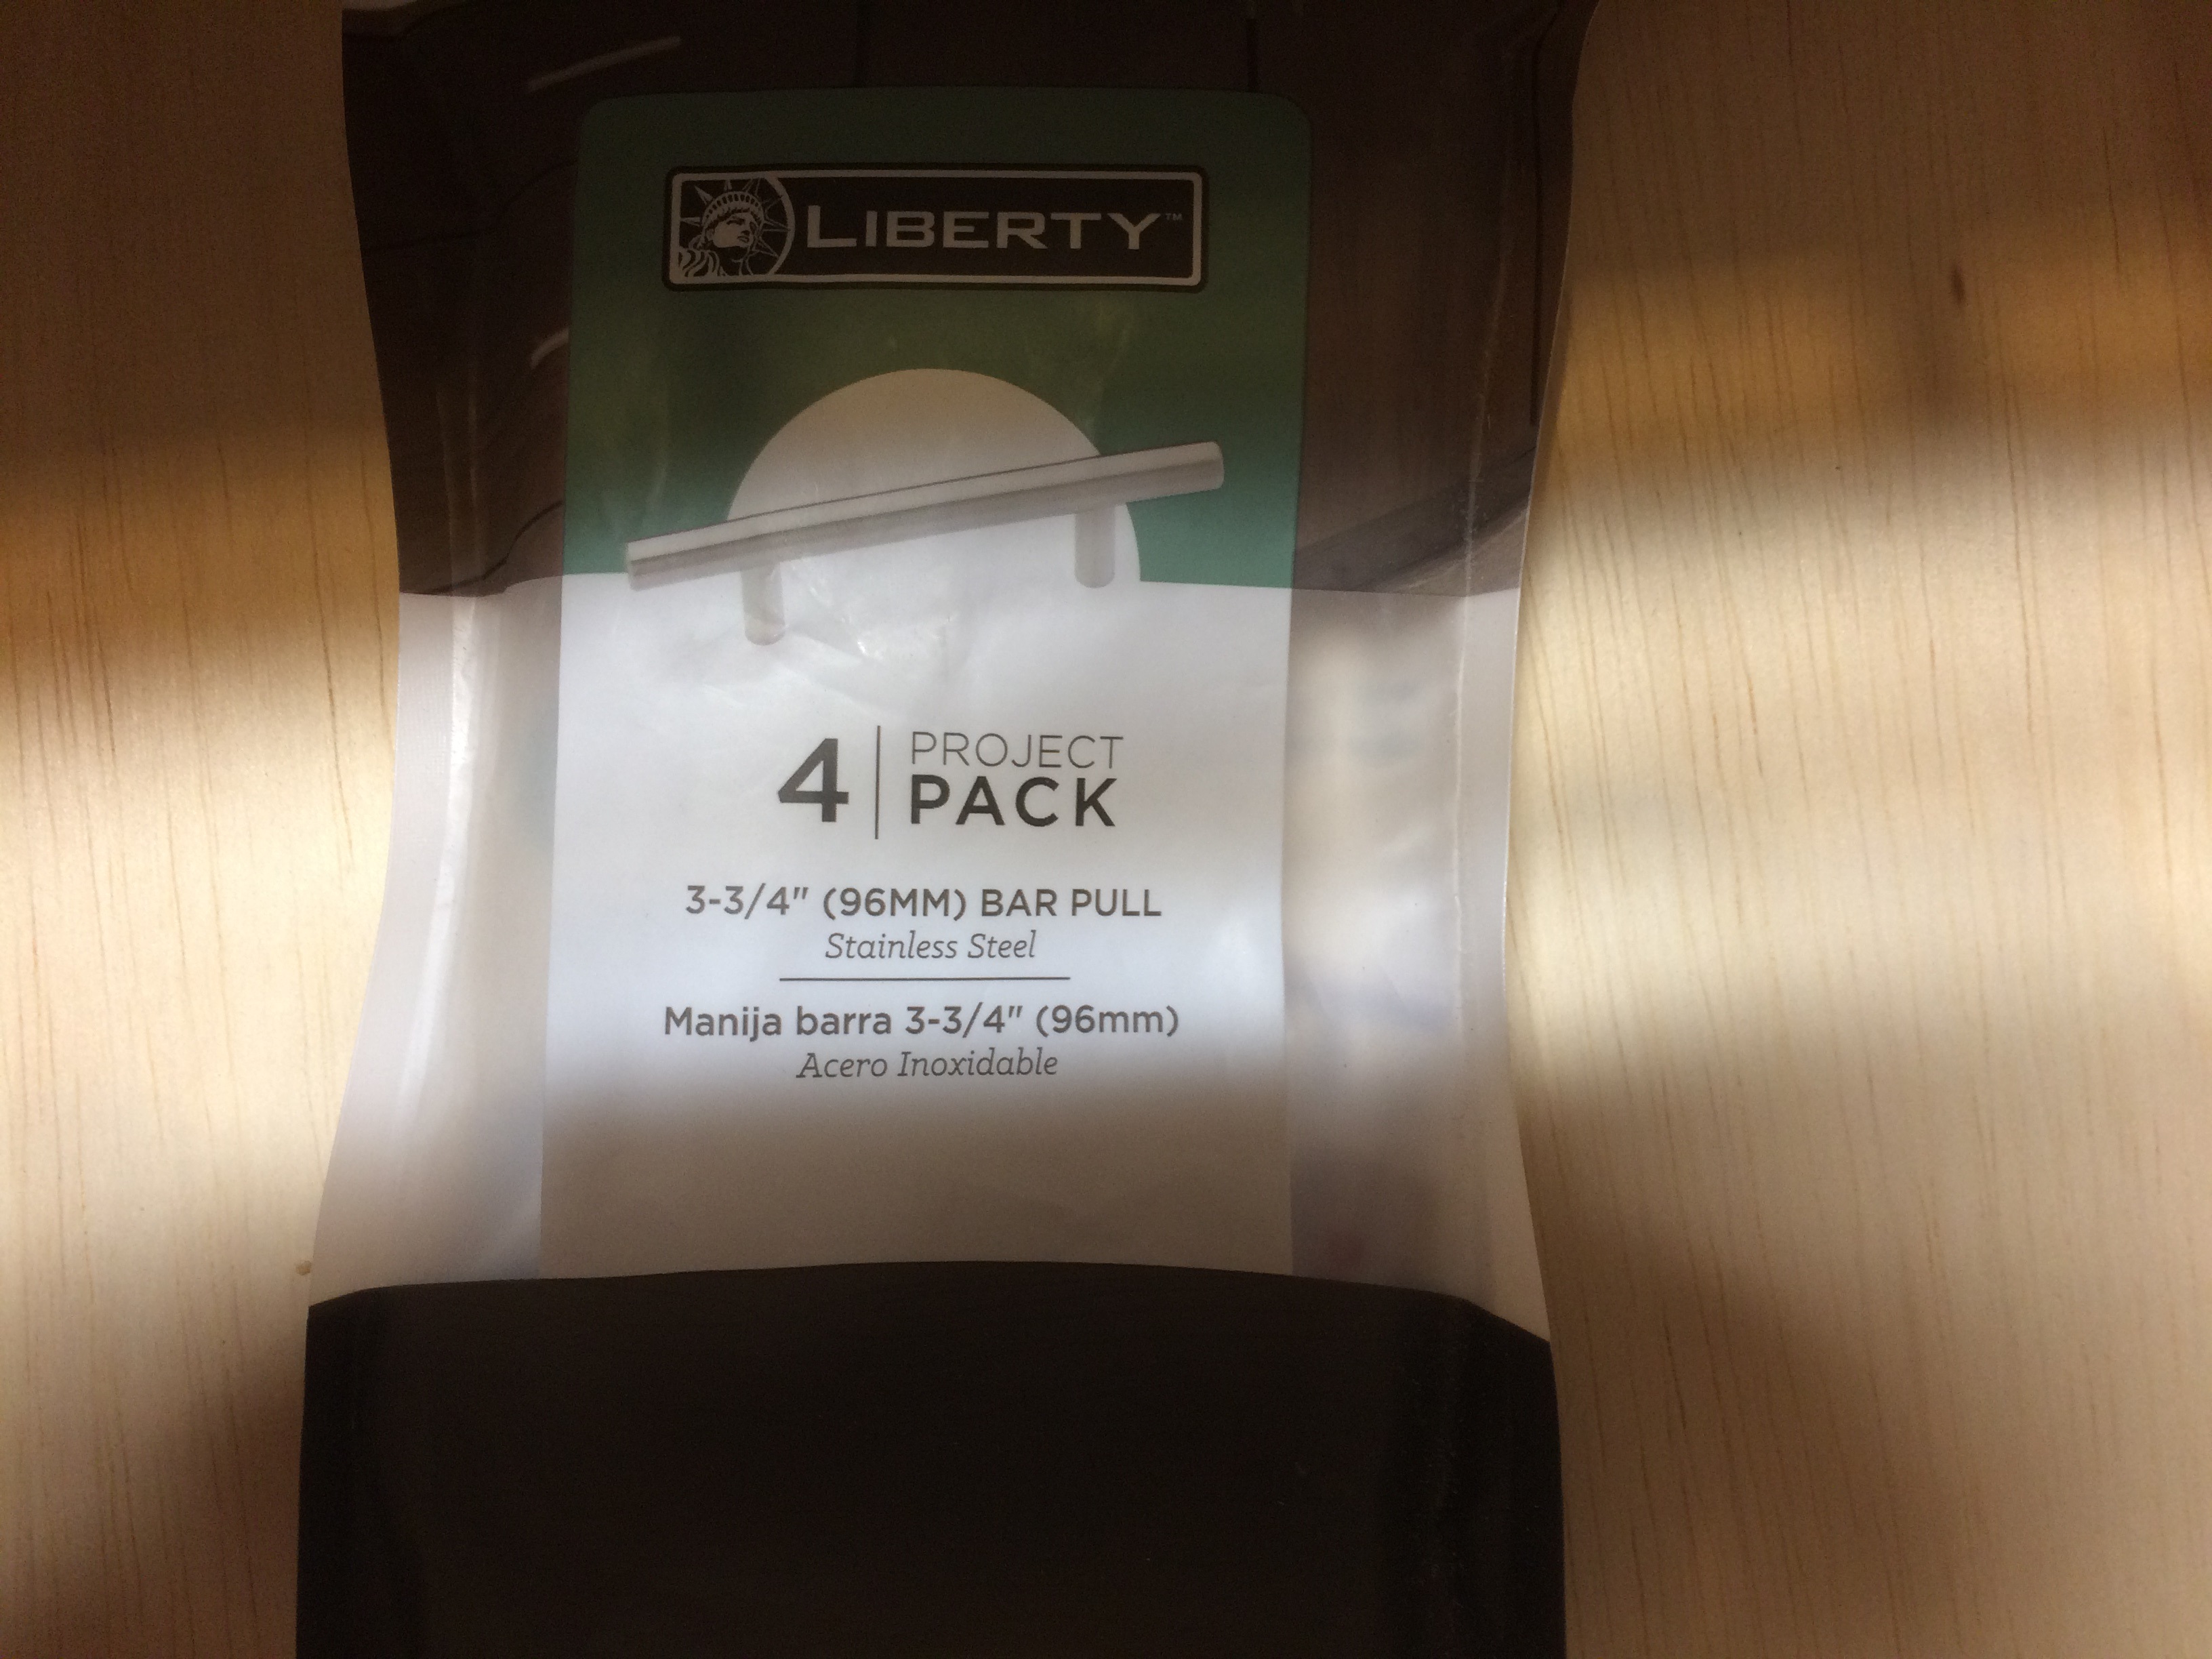 LIBERTY™
4 PROJECT
PACK
3-3/4" (96MM) BAR PULL
Stainless Steel
Manija barra 3-3/4" (96mm)
Acero Inoxidable